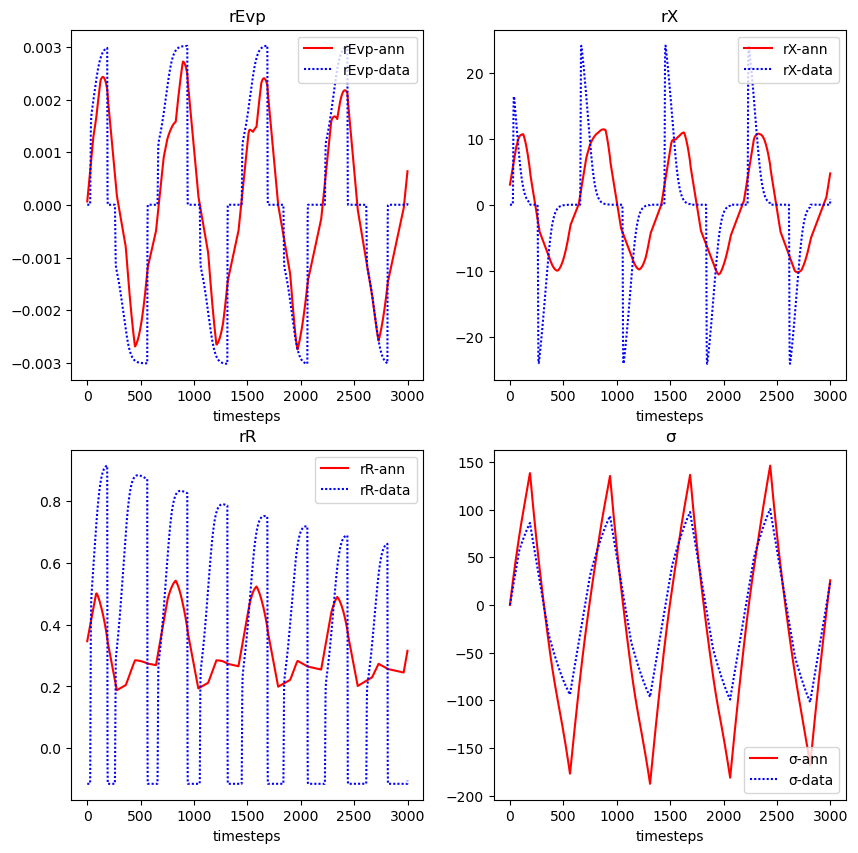 rEvp
0.003
0.002
0.001
0.000
−0.001
−0.002
−0.003
0 500 1000 1500 2000 2500 3000
timesteps
rEvp-ann
rEvp-data
rX
20
10
0
−10
−20
0 500 1000 1500 2000 2500 3000
timesteps
rX-ann
rX-data
rR
0.8
0.6
0.4
0.2
0.0
0 500 1000 1500 2000 2500 3000
timesteps
rR-ann
rR-data
σ
150
100
50
0
−50
−100
−150
−200
0 500 1000 1500 2000 2500 3000
timesteps
σ-ann
σ-data